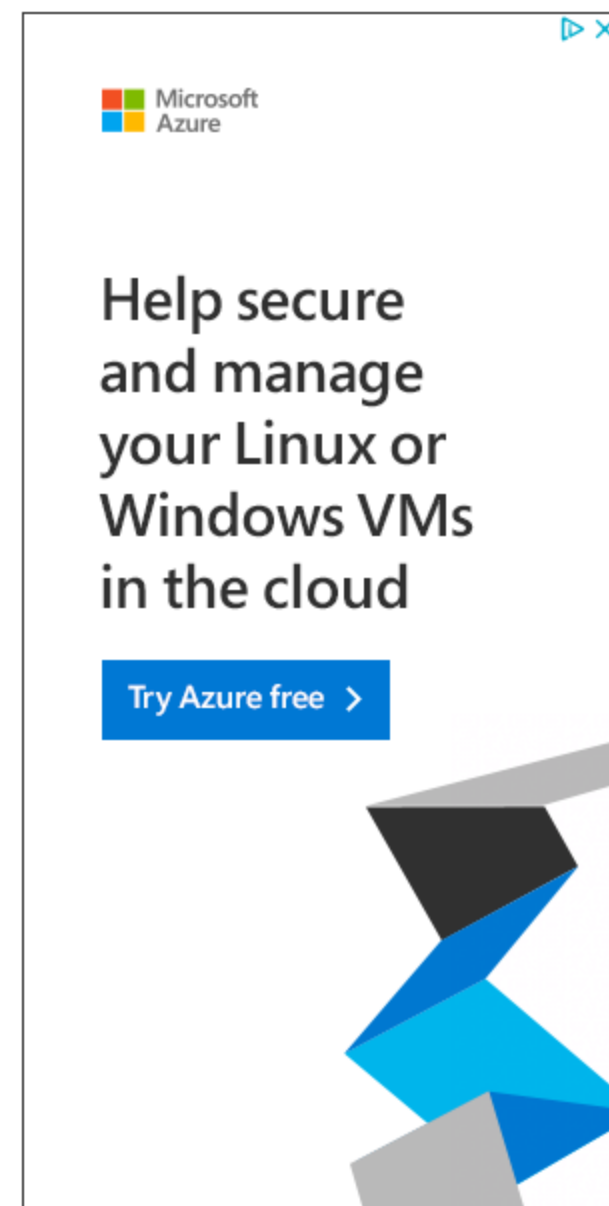 Microsoft
Azure
Help secure
and manage
your Linux or
Windows VMs
in the cloud
Try Azure free